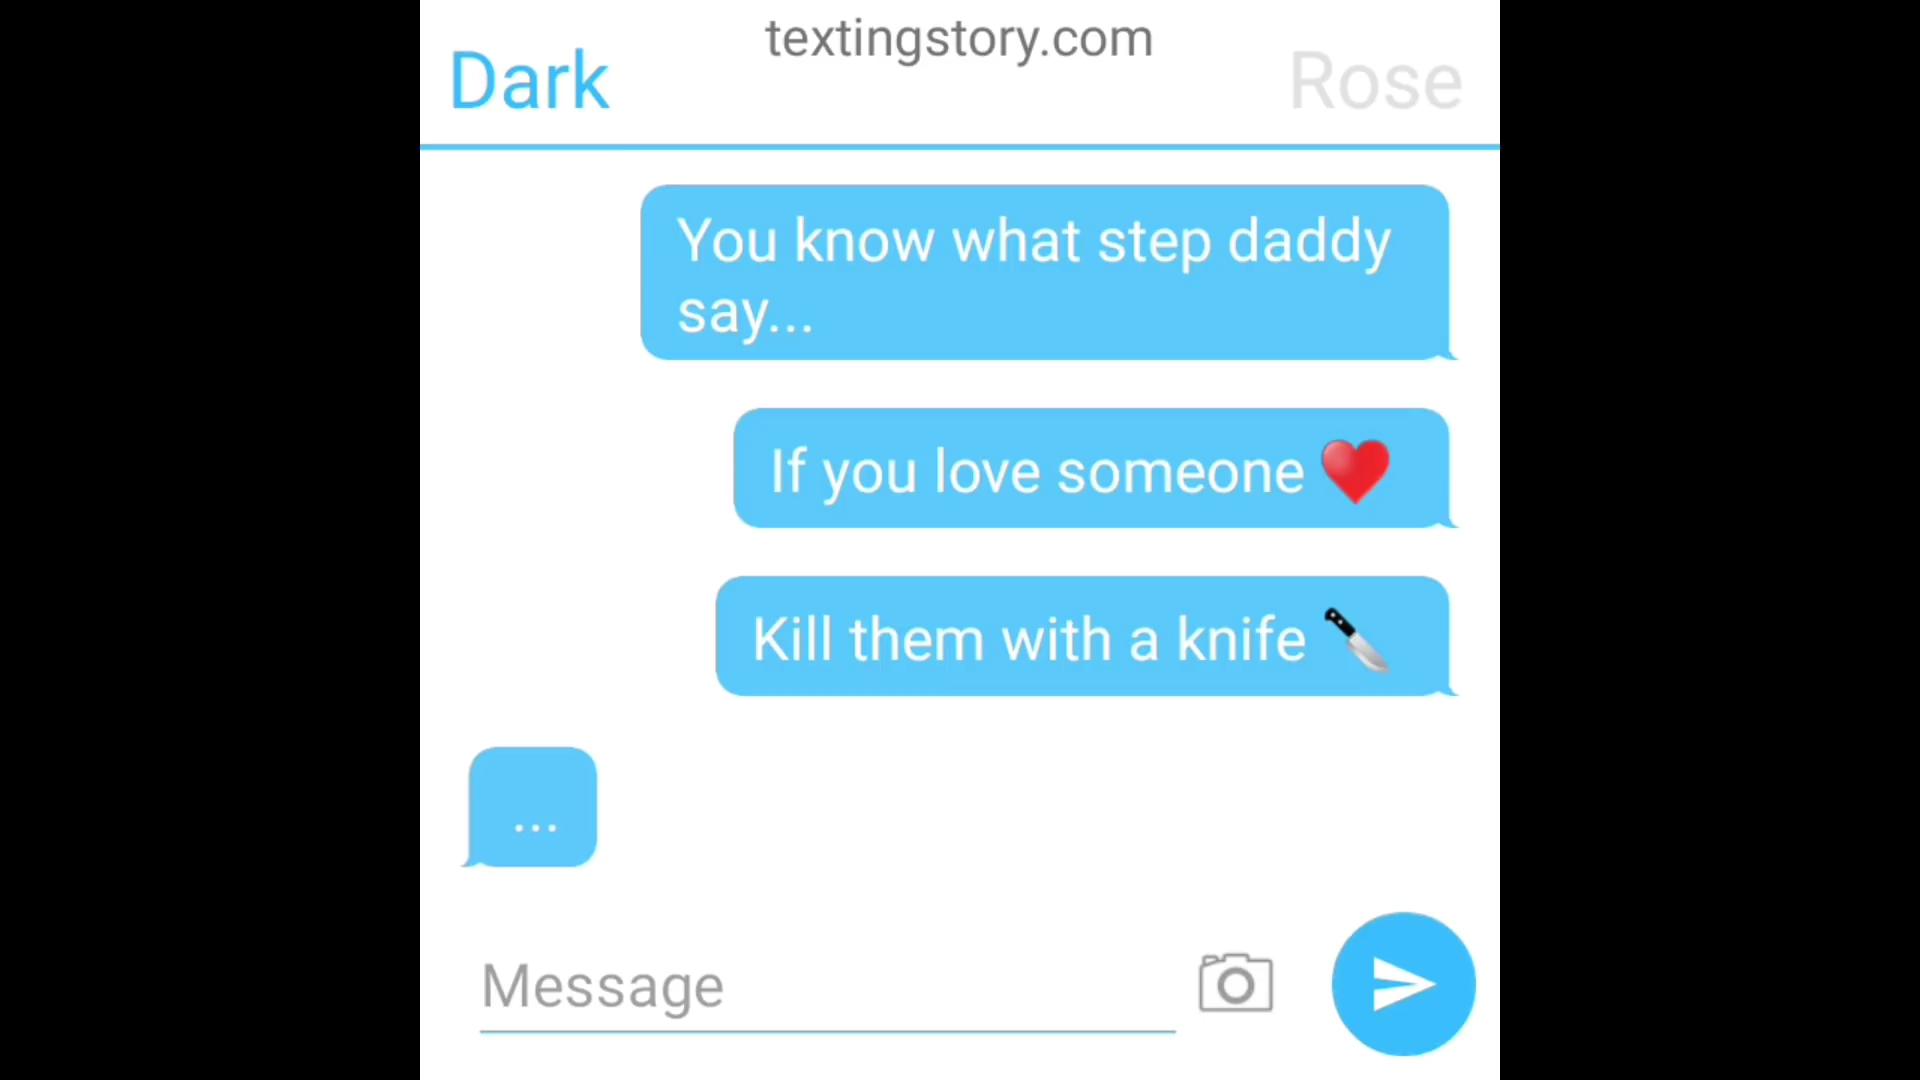 textingstory.com
Dark
Rose
You know what step daddy
say...
If you love someone ♥️
Kill them with a knife 🔪
...
Message